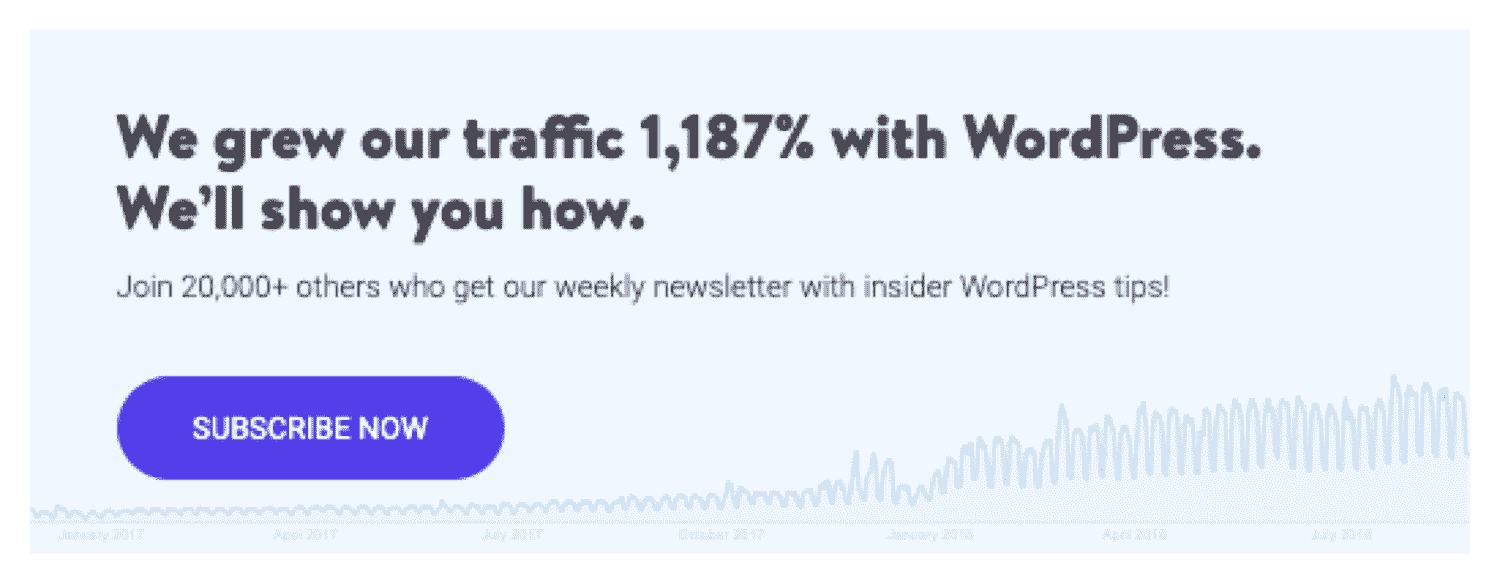 We grew our traffic 1,187% with WordPress.
We’ll show you how.
Join 20,000+ others who get our weekly newsletter with insider WordPress tips!
SUBSCRIBE NOW
January 2017 April 2017 July 2017 October 2017 January 2018 April 2018 July 2018